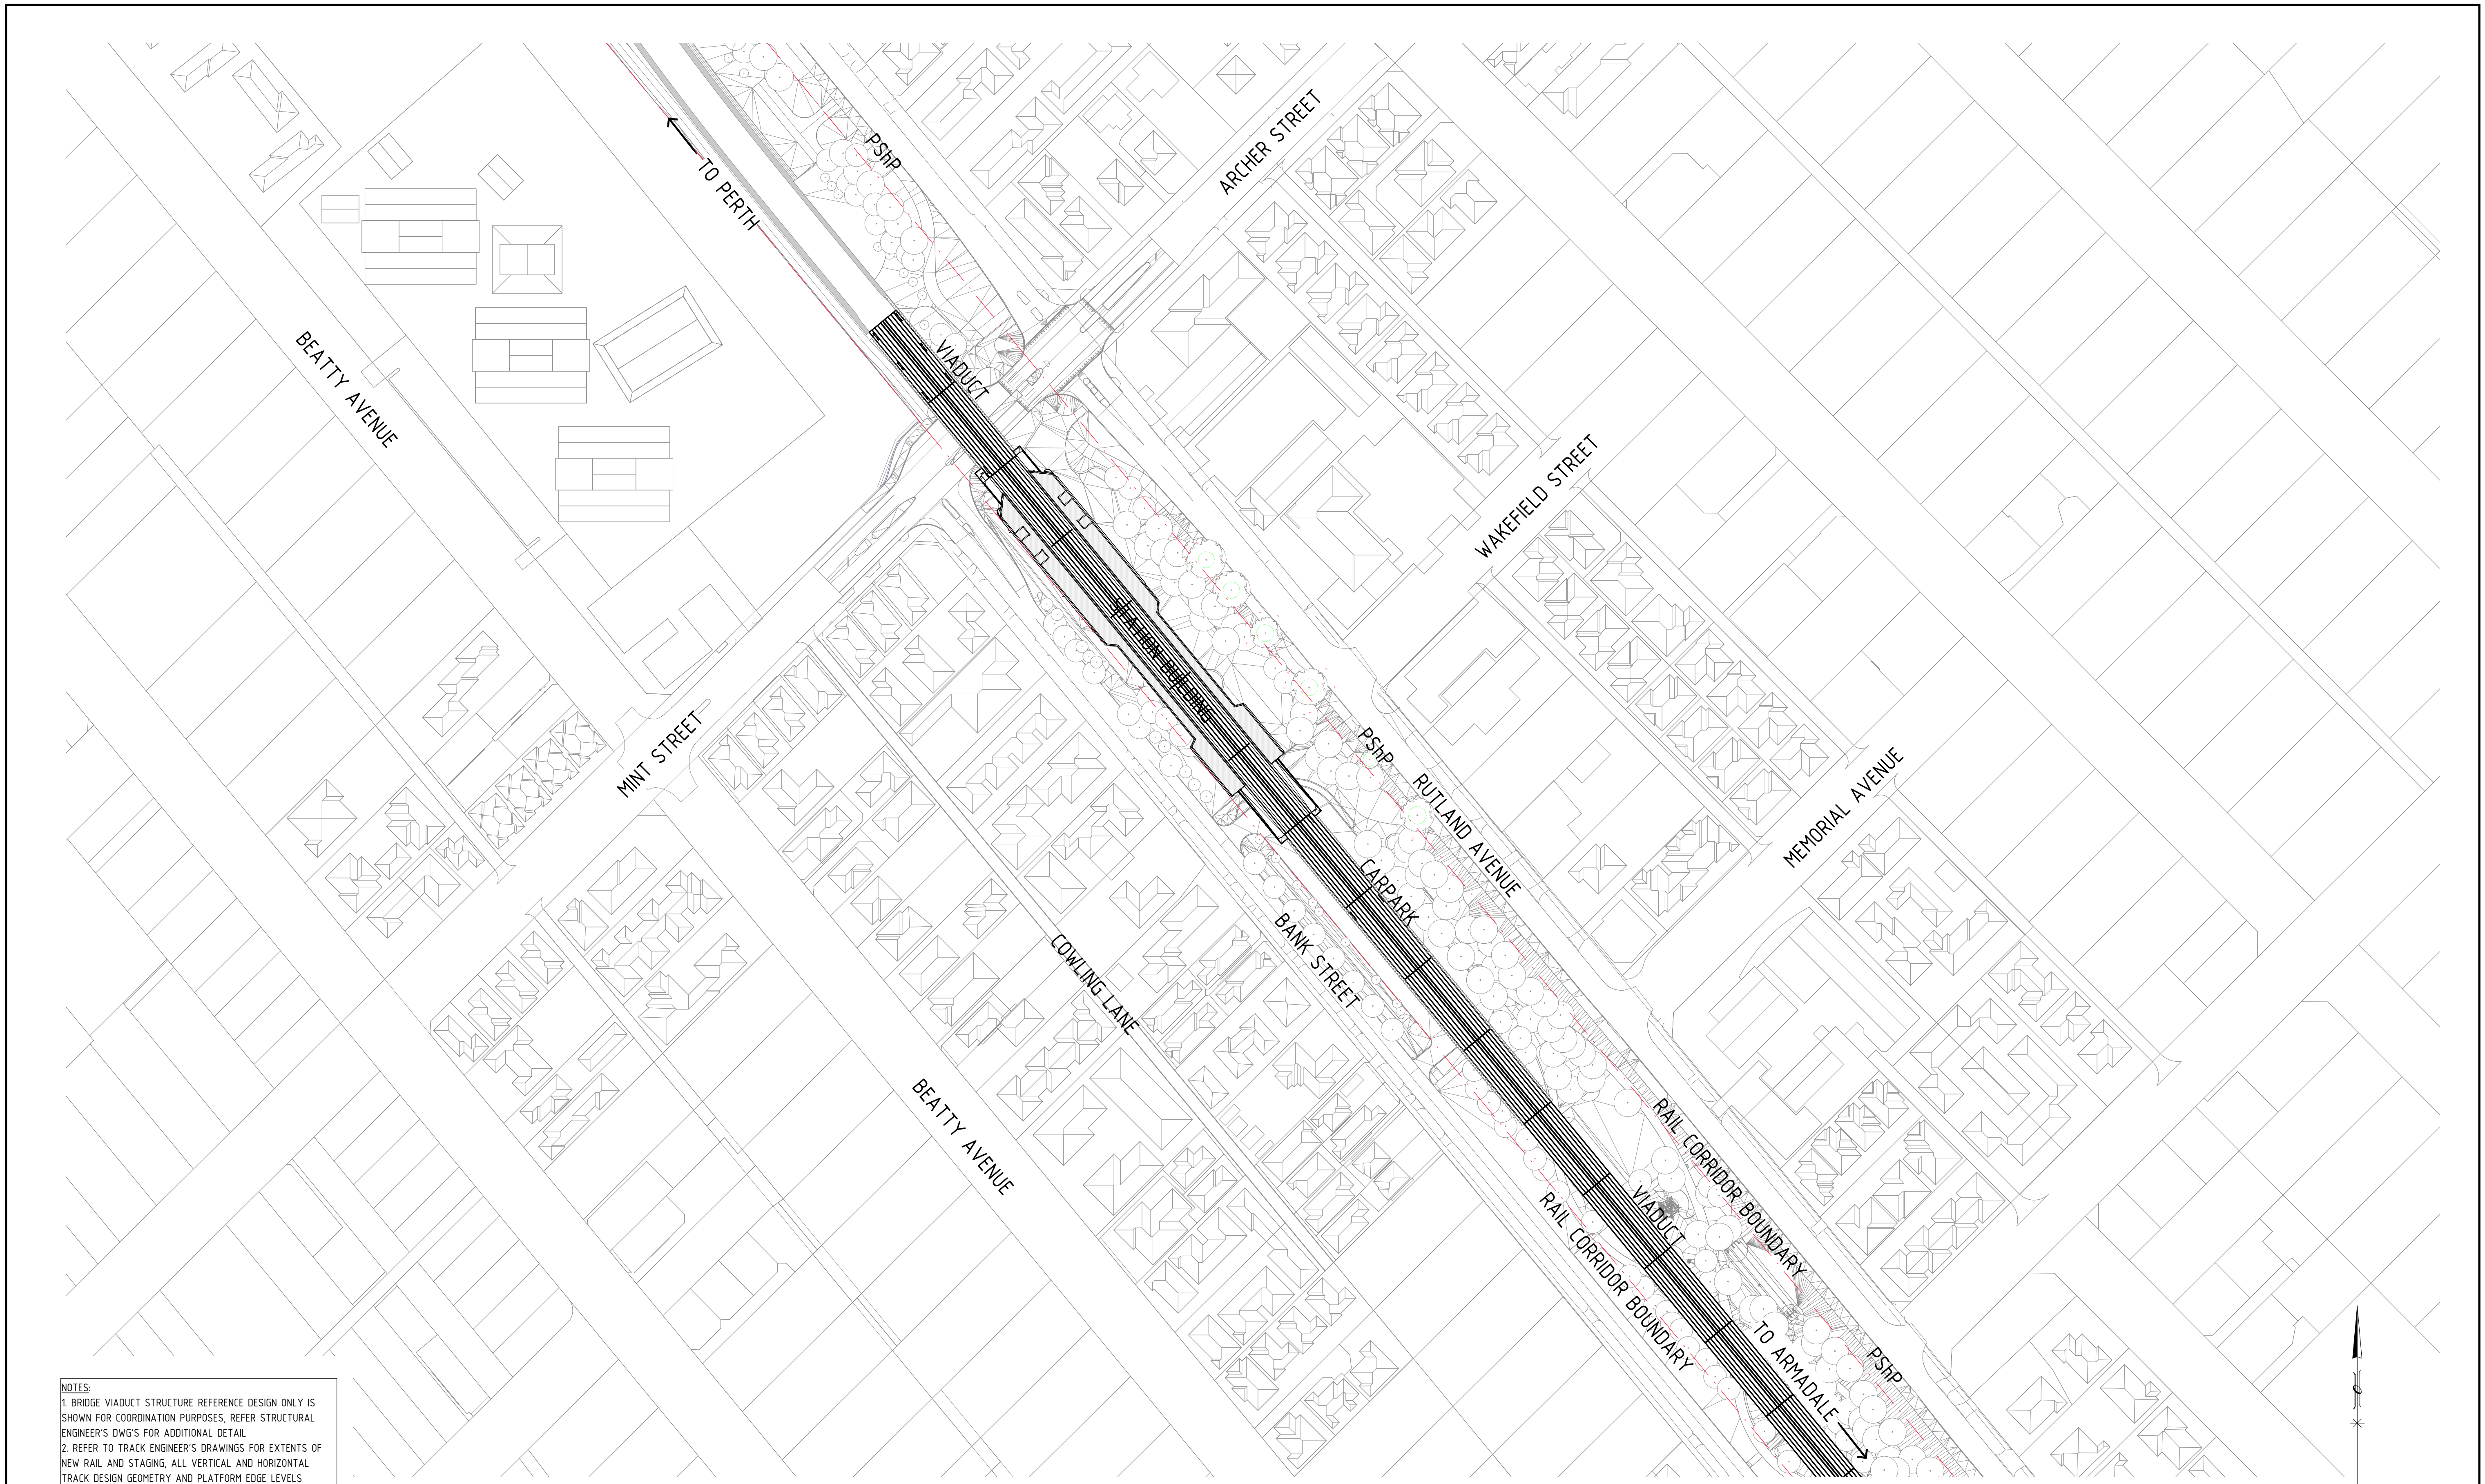 ARCHER STREET
PShP
TO PERTH
VIADUCT
BEATTY AVENUE
WAKEFIELD STREET
STATION BUILDING
MINT STREET
PShP
RUTLAND AVENUE
MEMORIAL AVENUE
CARPARK
BANK STREET
COWLING LANE
BEATTY AVENUE
RAIL CORRIDOR BOUNDARY
VIADUCT
RAIL CORRIDOR BOUNDARY
TO ARMADALE
PShP
NOTES:
1. BRIDGE VIADUCT STRUCTURE REFERENCE DESIGN ONLY IS
SHOWN FOR COORDINATION PURPOSES, REFER STRUCTURAL
ENGINEER'S DWG'S FOR ADDITIONAL DETAIL
2. REFER TO TRACK ENGINEER'S DRAWINGS FOR EXTENTS OF
NEW RAIL AND STAGING, ALL VERTICAL AND HORIZONTAL
TRACK DESIGN GEOMETRY AND PLATFORM EDGE LEVELS